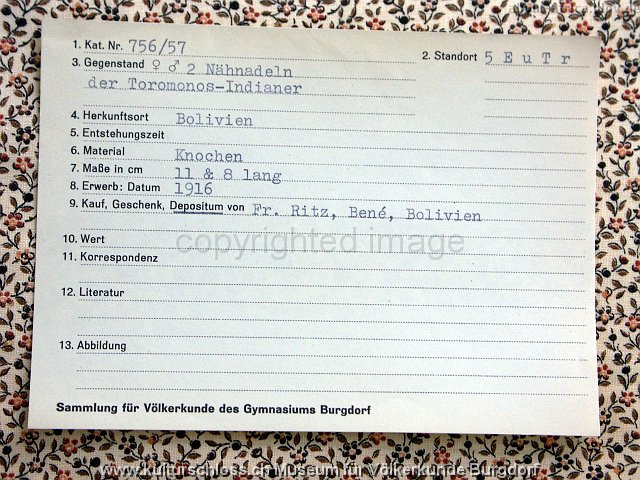 1. Kat. Nr. 756/57
2. Standort 5 E u T r
3. Gegenstand ♀ ♂ 2 Nähnadeln
der Toromonos-Indianer
4. Herkunftsort Bolivien
5. Entstehungszeit
6. Material Knochen
7. Maße in cm 11 & 8 lang
8. Erwerb: Datum 1916
9. Kauf, Geschenk, Depositum von Fr. Ritz, Bené, Bolivien
10. Wert
copyrighted image
11. Korrespondenz
12. Literatur
13. Abbildung
Sammlung für Völkerkunde des Gymnasiums Burgdorf
www.kulturschloss.ch Museum für Völkerkunde Burgdorf